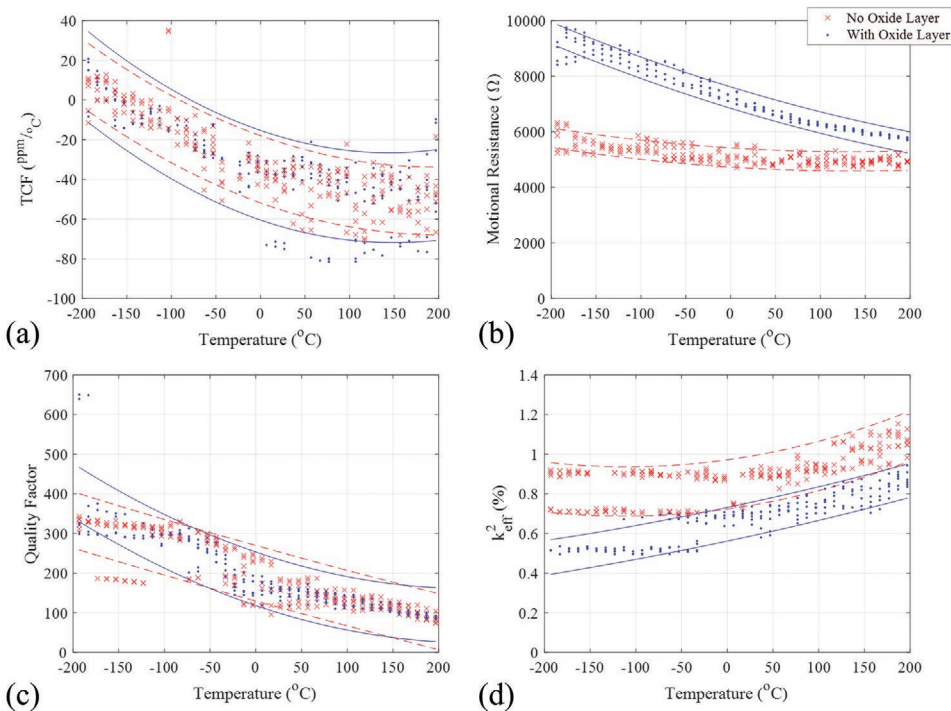 No Oxide Layer
With Oxide Layer
40
20
0
-20
-40
-60
-80
-100
TCF (ppm/°C)
-200 -150 -100 -50 0 50 100 150 200
Temperature (°C)
(a)
10000
8000
6000
4000
2000
0
Motional Resistance (Ω)
-200 -150 -100 -50 0 50 100 150 200
Temperature (°C)
(b)
700
600
500
400
300
200
100
0
Quality Factor
-200 -150 -100 -50 0 50 100 150 200
Temperature (°C)
(c)
1.4
1.2
1
0.8
0.6
0.4
0.2
0
k²eff (%)
-200 -150 -100 -50 0 50 100 150 200
Temperature (°C)
(d)